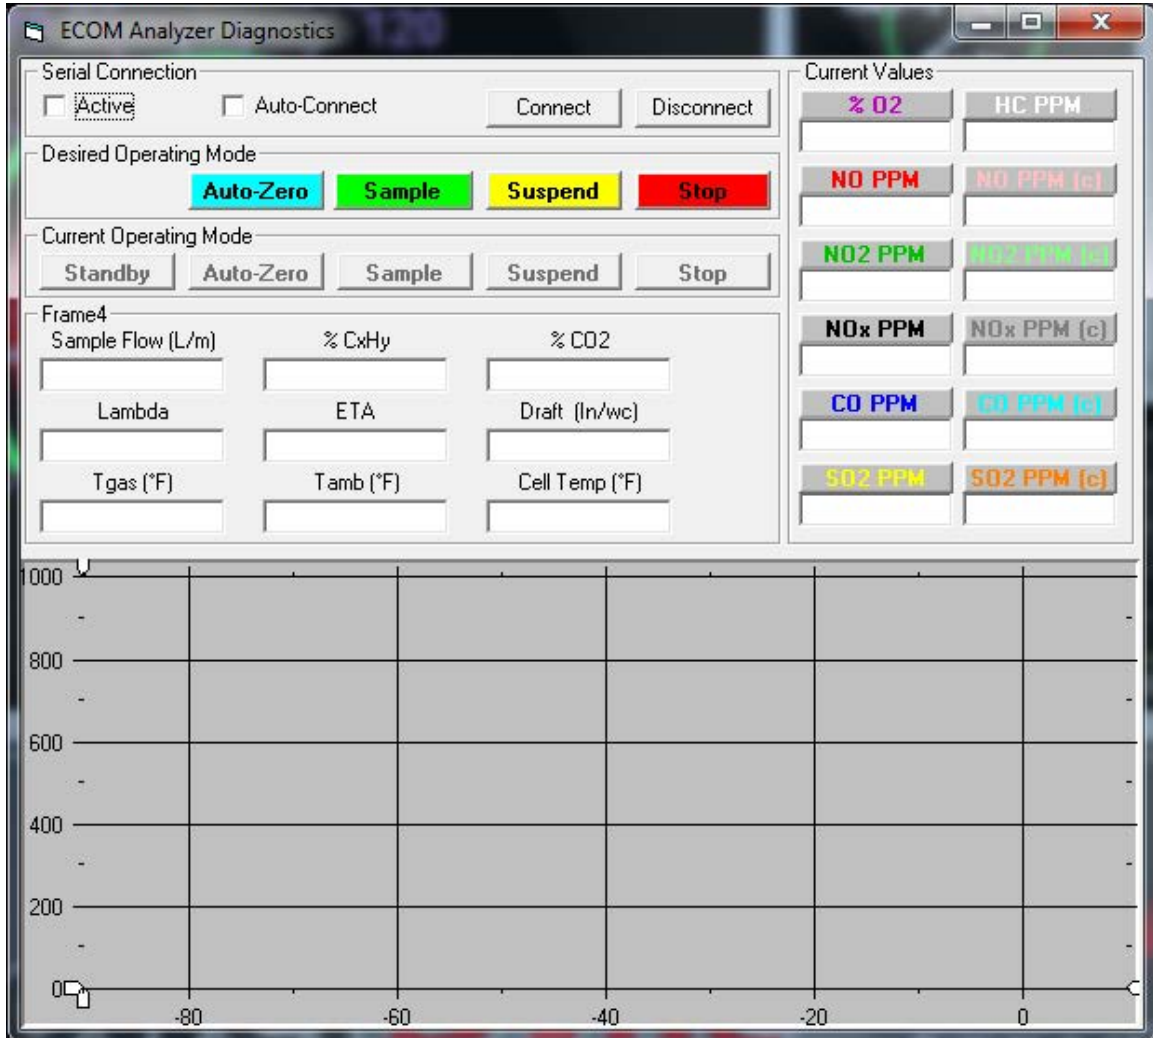 ECOM Analyzer Diagnostics
120
Serial Connection
Active Auto-Connect Connect Disconnect
Desired Operating Mode
Auto-Zero Sample Suspend Stop
Current Operating Mode
Standby Auto-Zero Sample Suspend Stop
Frame4
Sample Flow (L/m) % CxHy % CO2
Lambda ETA Draft (In/wc)
Tgas (°F) Tamb (°F) Cell Temp (°F)
Current Values
% O2 HC PPM
NO PPM NO PPM (c)
NO2 PPM NO2 PPM (c)
NOx PPM NOx PPM (c)
CO PPM CO PPM (c)
SO2 PPM SO2 PPM (c)
1000
800
600
400
200
0
-80 -60 -40 -20 0